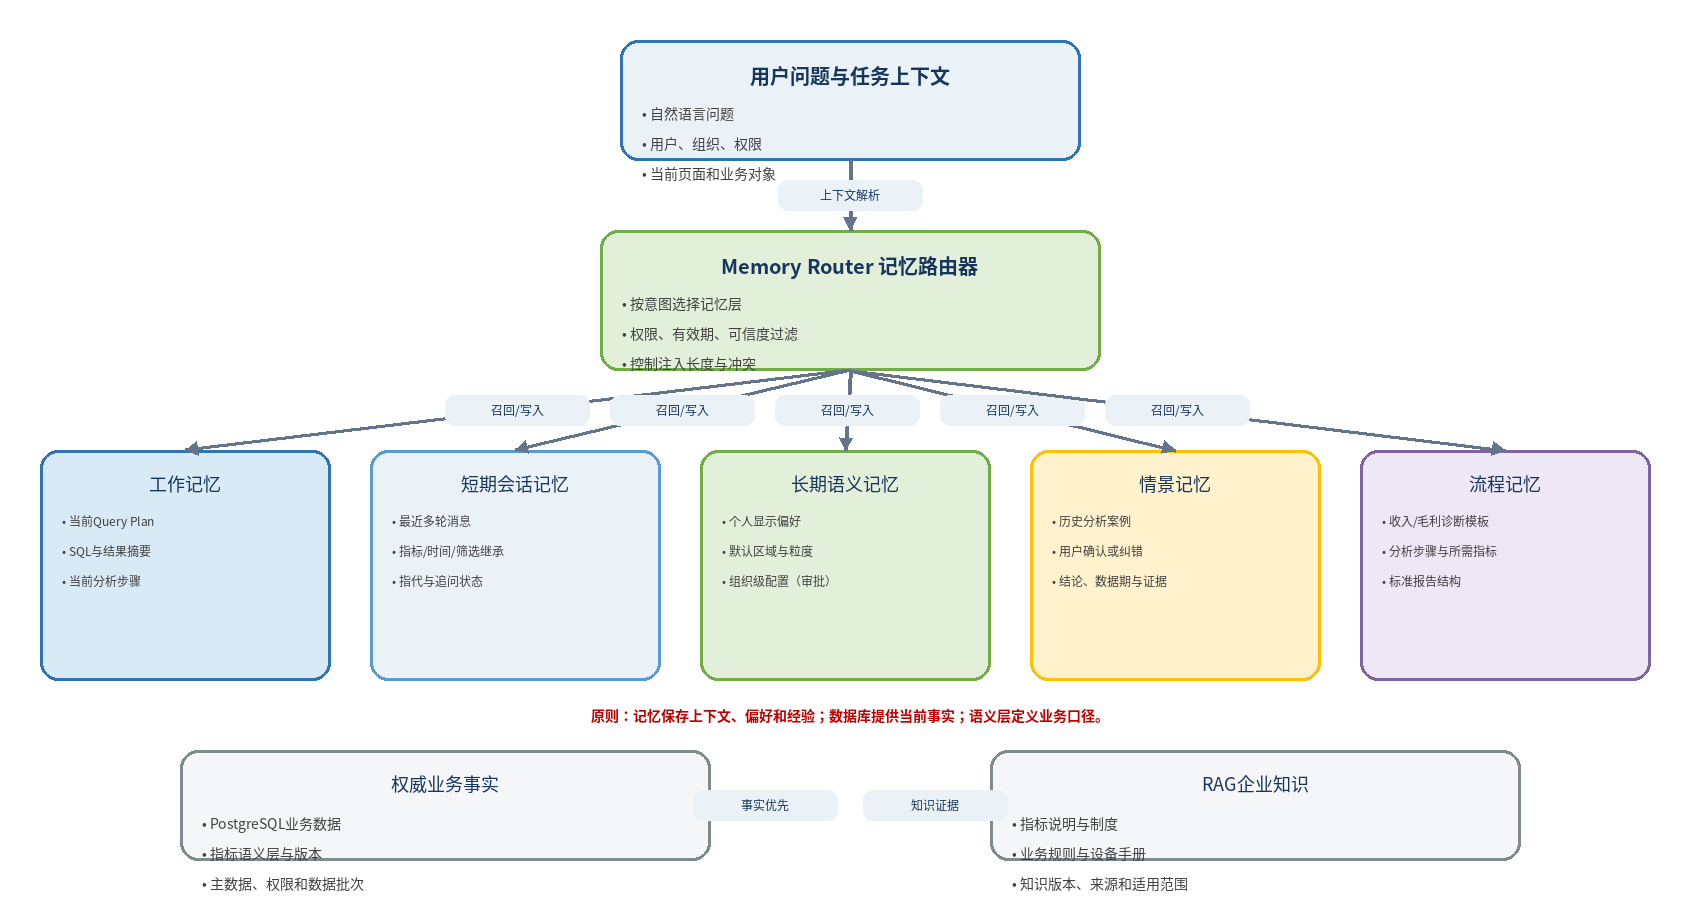 用户问题与任务上下文
• 自然语言问题
• 用户、组织、权限
• 当前页面和业务对象
上下文解析
Memory Router 记忆路由器
• 按意图选择记忆层
• 权限、有效期、可信度过滤
• 控制注入长度与冲突
召回/写入
召回/写入
召回/写入
召回/写入
召回/写入
工作记忆
• 当前Query Plan
• SQL与结果摘要
• 当前分析步骤
短期会话记忆
• 最近多轮消息
• 指标/时间/筛选继承
• 指代与追问状态
长期语义记忆
• 个人显示偏好
• 默认区域与粒度
• 组织级配置（审批）
情景记忆
• 历史分析案例
• 用户确认或纠错
• 结论、数据期与证据
流程记忆
• 收入/毛利诊断模板
• 分析步骤与所需指标
• 标准报告结构
原则：记忆保存上下文、偏好和经验；数据库提供当前事实；语义层定义业务口径。
权威业务事实
• PostgreSQL业务数据
• 指标语义层与版本
• 主数据、权限和数据批次
事实优先
知识证据
RAG企业知识
• 指标说明与制度
• 业务规则与设备手册
• 知识版本、来源和适用范围